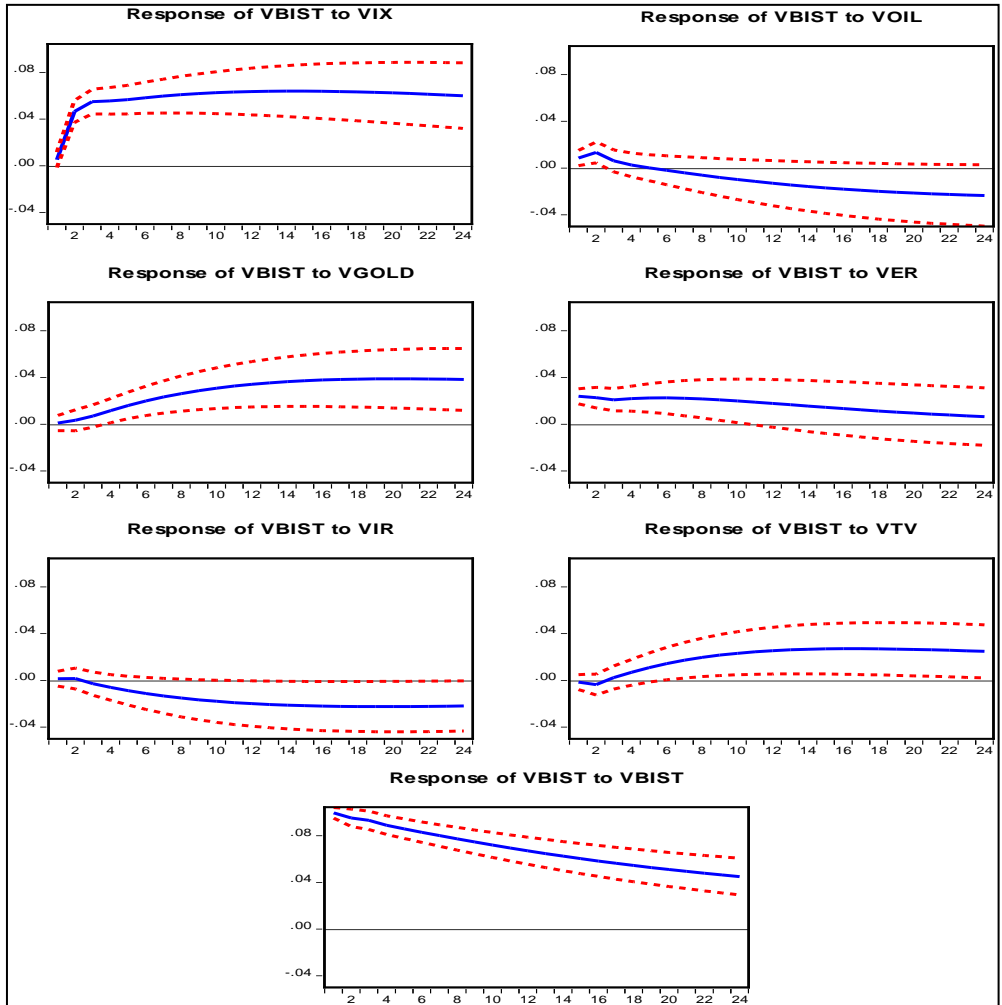 Response of VBIST to VIX
.08
.04
.00
-.04
2 4 6 8 10 12 14 16 18 20 22 24
Response of VBIST to VOIL
.08
.04
.00
-.04
2 4 6 8 10 12 14 16 18 20 22 24
Response of VBIST to VGOLD
.08
.04
.00
-.04
2 4 6 8 10 12 14 16 18 20 22 24
Response of VBIST to VER
.08
.04
.00
-.04
2 4 6 8 10 12 14 16 18 20 22 24
Response of VBIST to VIR
.08
.04
.00
-.04
2 4 6 8 10 12 14 16 18 20 22 24
Response of VBIST to VTV
.08
.04
.00
-.04
2 4 6 8 10 12 14 16 18 20 22 24
Response of VBIST to VBIST
.08
.04
.00
-.04
2 4 6 8 10 12 14 16 18 20 22 24